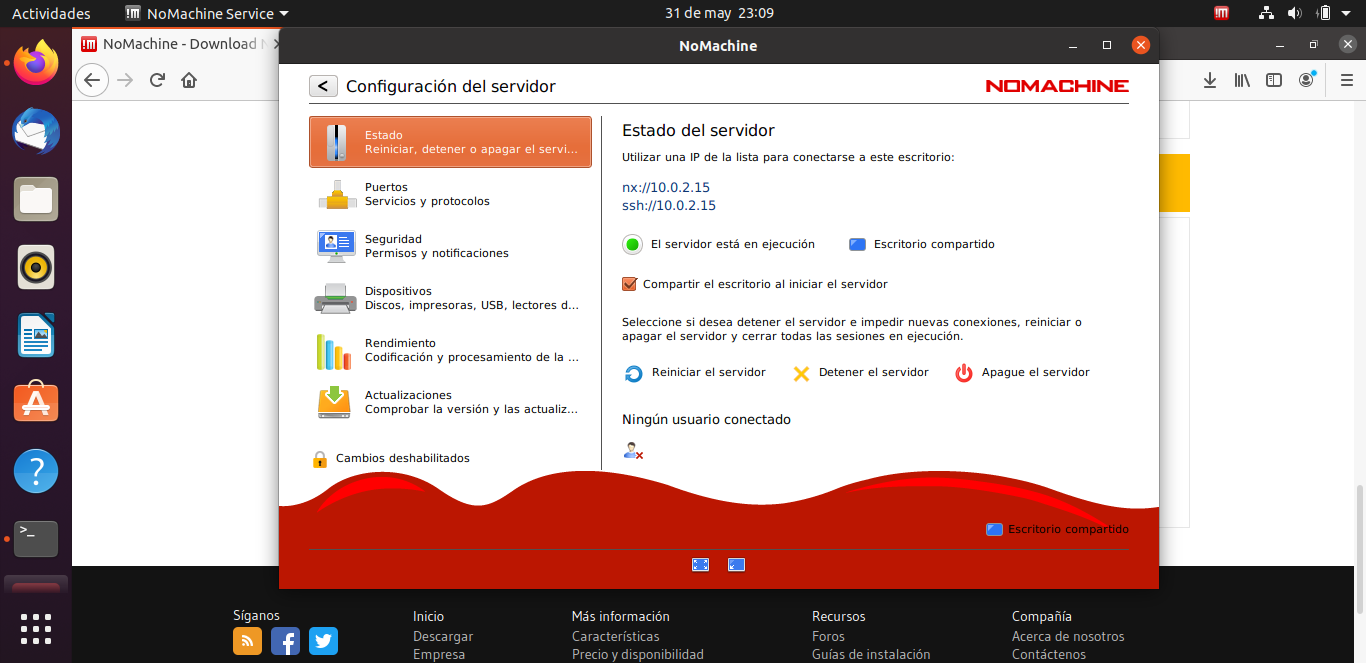 Actividades
NoMachine Service
31 de may 23:09
NoMachine - Download
NoMachine
Configuración del servidor
NOMACHINE
Estado
Reiniciar, detener o apagar el servi...
Puertos
Servicios y protocolos
Seguridad
Permisos y notificaciones
Dispositivos
Discos, impresoras, USB, lectores d...
Rendimiento
Codificación y procesamiento de la ...
Actualizaciones
Comprobar la versión y las actualiz...
Cambios deshabilitados
Estado del servidor
Utilizar una IP de la lista para conectarse a este escritorio:
nx://10.0.2.15
ssh://10.0.2.15
El servidor está en ejecución
Escritorio compartido
Compartir el escritorio al iniciar el servidor
Seleccione si desea detener el servidor e impedir nuevas conexiones, reiniciar o
apagar el servidor y cerrar todas las sesiones en ejecución.
Reiniciar el servidor
Detener el servidor
Apague el servidor
Ningún usuario conectado
Escritorio compartido
Síganos
Inicio
Descargar
Empresa
Más información
Características
Precio y disponibilidad
Recursos
Foros
Guías de instalación
Compañía
Acerca de nosotros
Contáctenos